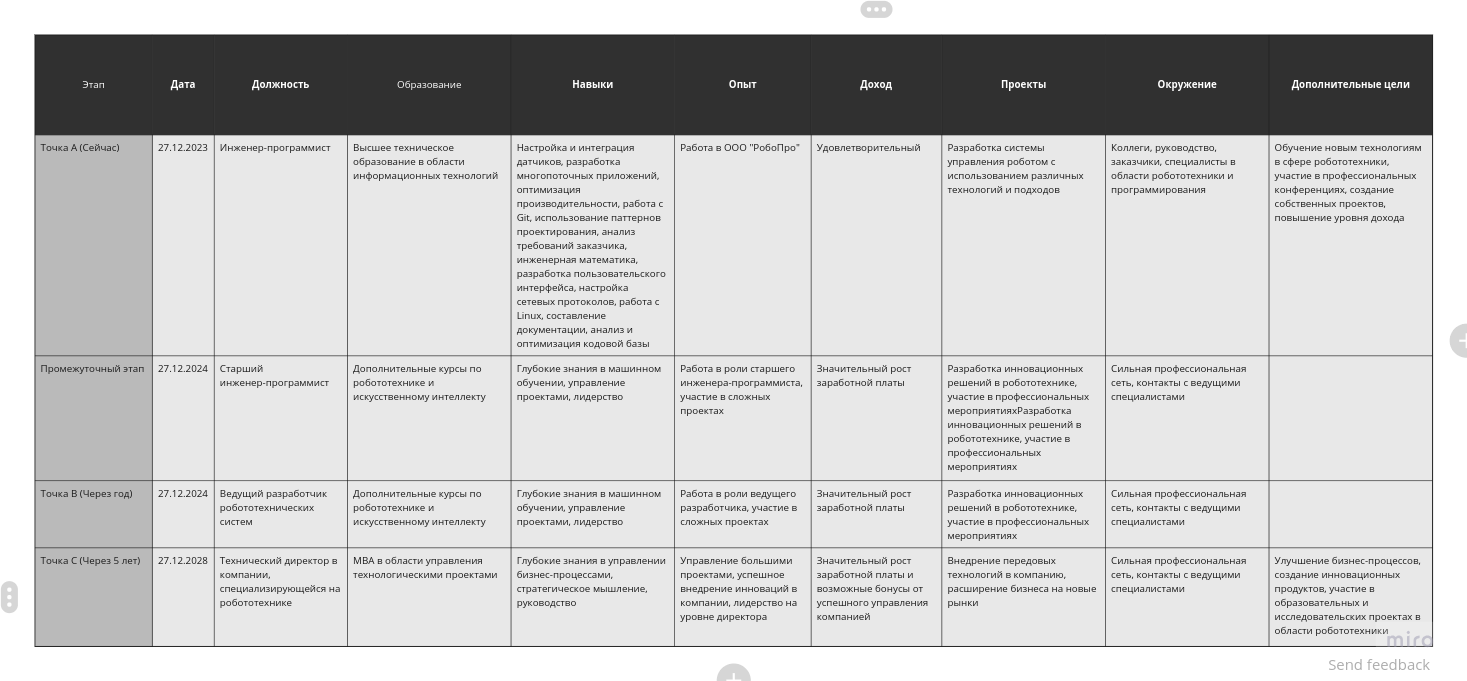 Этап
Дата
Должность
Образование
Навыки
Опыт
Доход
Проекты
Окружение
Дополнительные цели
Точка А (Сейчас)
27.12.2023
Инженер-программист
Высшее техническое
образование в области
информационных технологий
Настройка и интеграция
датчиков, разработка
многопоточных приложений,
оптимизация
производительности, работа с
Git, использование паттернов
проектирования, анализ
требований заказчика,
инженерная математика,
разработка пользовательского
интерфейса, настройка
сетевых протоколов, работа с
Linux, составление
документации, анализ и
оптимизация кодовой базы
Работа в ООО "РобоПро"
Удовлетворительный
Разработка системы
управления роботом с
использованием различных
технологий и подходов
Коллеги, руководство,
заказчики, специалисты в
области робототехники и
программирования
Обучение новым технологиям
в сфере робототехники,
участие в профессиональных
конференциях, создание
собственных проектов,
повышение уровня дохода
Промежуточный этап
27.12.2024
Старший
инженер-программист
Дополнительные курсы по
робототехнике и
искусственному интеллекту
Глубокие знания в машинном
обучении, управление
проектами, лидерство
Работа в роли старшего
инженера-программиста,
участие в сложных
проектах
Значительный рост
заработной платы
Разработка инновационных
решений в робототехнике,
участие в профессиональных
мероприятияхРазработка
инновационных решений в
робототехнике, участие в
профессиональных
мероприятиях
Сильная профессиональная
сеть, контакты с ведущими
специалистами
Точка B (Через год)
27.12.2024
Ведущий разработчик
робототехнических
систем
Дополнительные курсы по
робототехнике и
искусственному интеллекту
Глубокие знания в машинном
обучении, управление
проектами, лидерство
Работа в роли ведущего
разработчика, участие в
сложных проектах
Значительный рост
заработной платы
Разработка инновационных
решений в робототехнике,
участие в профессиональных
мероприятиях
Сильная профессиональная
сеть, контакты с ведущими
специалистами
Точка С (Через 5 лет)
27.12.2028
Технический директор в
компании,
специализирующейся на
робототехнике
MBA в области управления
технологическими проектами
Глубокие знания в управлении
бизнес-процессами,
стратегическое мышление,
руководство
Управление большими
проектами, успешное
внедрение инноваций в
компании, лидерство на
уровне директора
Значительный рост
заработной платы и
возможные бонусы от
успешного управления
компанией
Внедрение передовых
технологий в компанию,
расширение бизнеса на новые
рынки
Сильная профессиональная
сеть, контакты с ведущими
специалистами
Улучшение бизнес-процессов,
создание инновационных
продуктов, участие в
образовательных и
исследовательских проектах в
области робототехники
miro
Send feedback